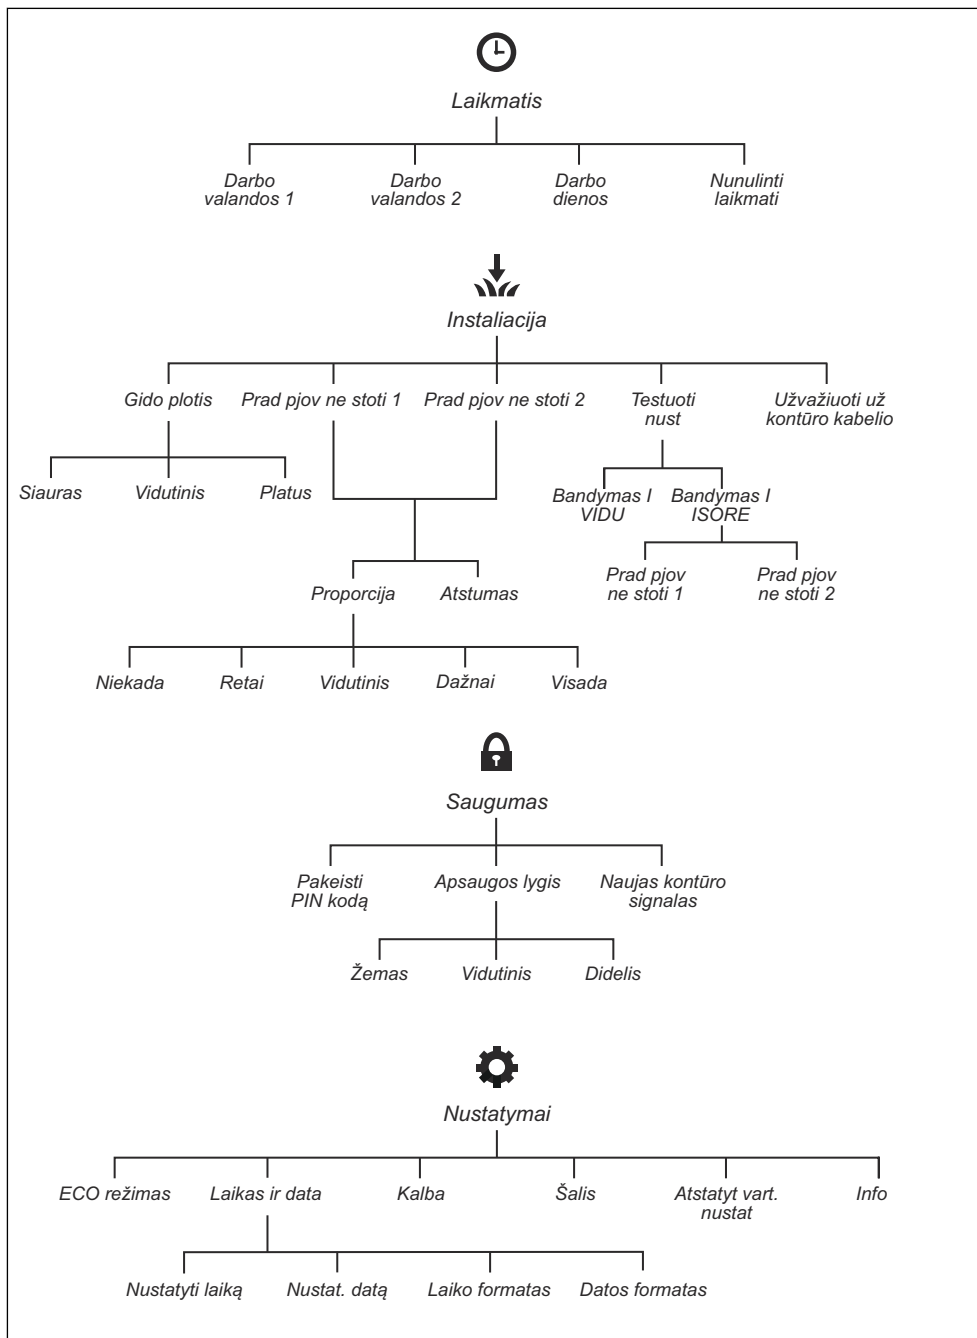 Laikmatis
Darbo
valandos 1
Darbo
valandos 2
Darbo
dienos
Nunulinti
laikmati
Instaliacija
Gido plotis
Prad pjov ne stoti 1
Prad pjov ne stoti 2
Testuoti
nust
Užvažiuoti už
kontūro kabelio
Siauras
Vidutinis
Platus
Bandymas I
VIDU
Bandymas I
ISORE
Prad pjov
ne stoti 1
Prad pjov
ne stoti 2
Proporcija
Atstumas
Niekada
Retai
Vidutinis
Dažnai
Visada
Saugumas
Pakeisti
PIN kodą
Apsaugos lygis
Naujas kontūro
signalas
Žemas
Vidutinis
Didelis
Nustatymai
ECO režimas
Laikas ir data
Kalba
Šalis
Atstatyt vart.
nustat
Info
Nustatyti laiką
Nustat. datą
Laiko formatas
Datos formatas